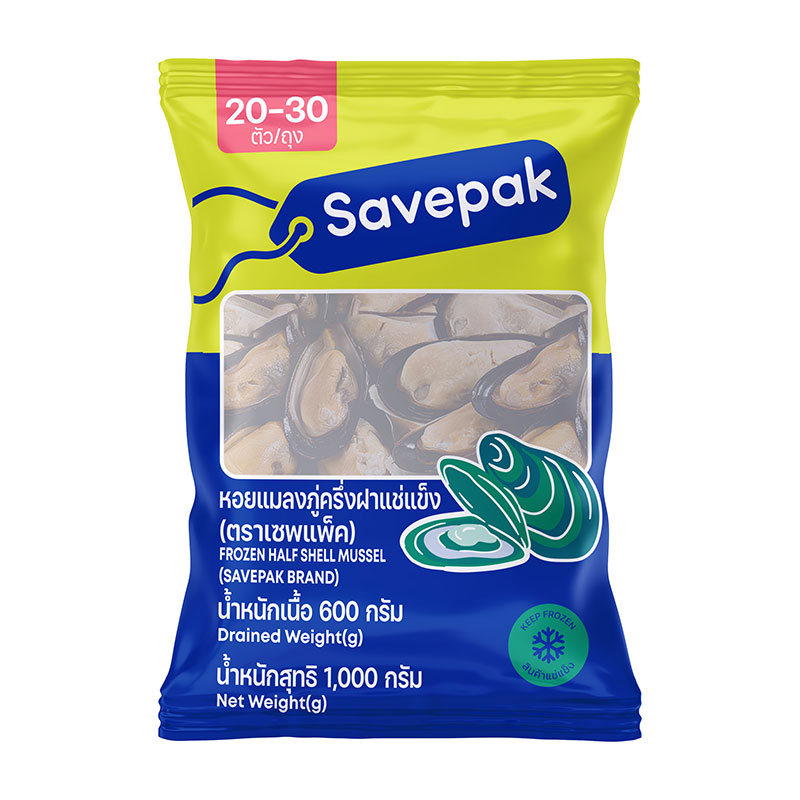 20-30
ตัว/ถุง
Savepak
หอยแมลงภู่ครึ่งฝาแช่แข็ง
(ตราเซพแพ็ค)
FROZEN HALF SHELL MUSSEL
(SAVEPAK BRAND)
น้ำหนักเนื้อ 600 กรัม
Drained Weight(g)
น้ำหนักสุทธิ 1,000 กรัม
Net Weight(g)
KEEP FROZEN
สินค้าแช่แข็ง